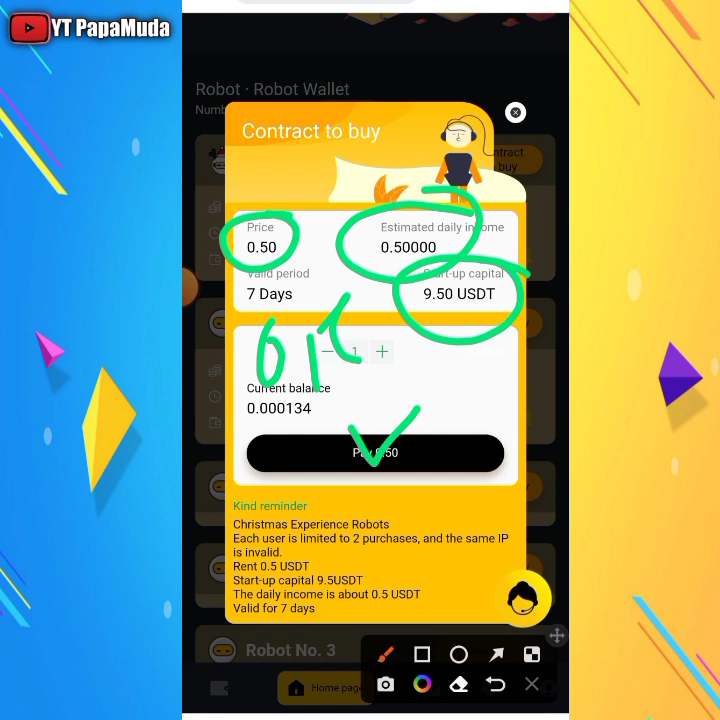 YT PapaMuda
Robot · Robot Wallet
Contract to buy
Price
Estimated daily income
0.50
0.50000
Valid period
Start-up capital
7 Days
9.50 USDT
1
Current balance
0.000134
Pay 0.50
Kind reminder
Christmas Experience Robots
Each user is limited to 2 purchases, and the same IP
is invalid.
Rent 0.5 USDT
Start-up capital 9.5USDT
The daily income is about 0.5 USDT
Valid for 7 days
Robot No. 3
Home page